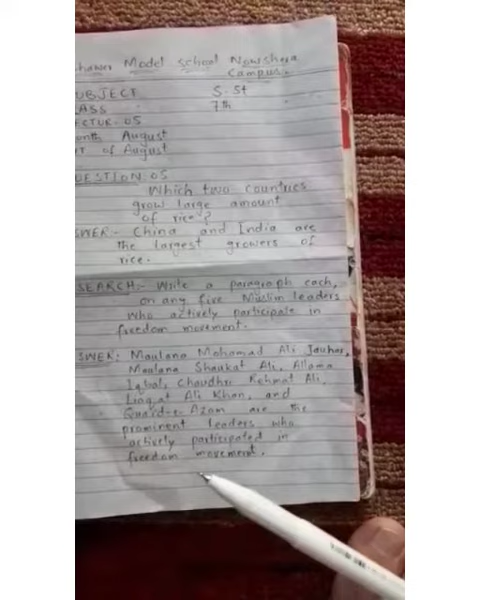 hawar Model school Nowshera
Campus.
UBJECT S.St
ASS 7th
ECTUR.05
onth August
OF August
UESTION:05
Which two countries
grow large amount
of rice?
SWER:- China and India are
the largest growers of
rice.
SEARCH:- Write a paragraph each,
on any five Muslim leaders
who actively participate in
freedom movement.
SWER: Maulana Mohamad Ali Jauhar,
Maulana Shaukat Ali, Allama
Iqbal, Chaudhri Rehmat Ali,
Liaqat Ali Khan, and
Quaid-e-Azam are the
prominent leaders who
actively participated in
freedom movement.